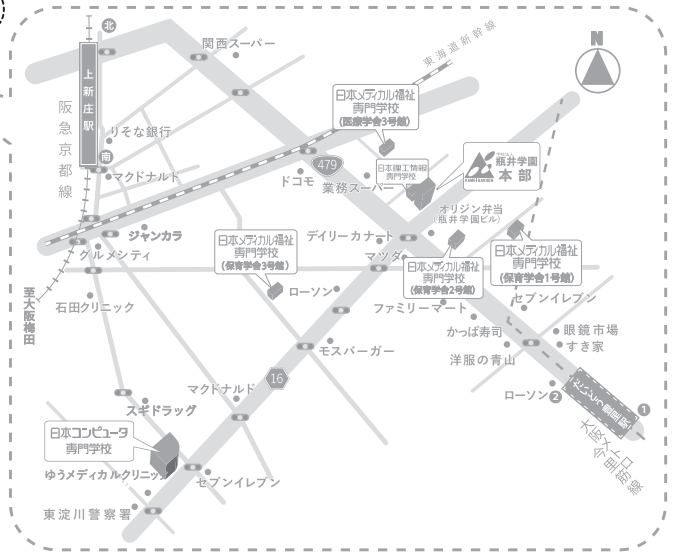 北
N
関西スーパー
東海道新幹線
上新庄駅
阪急京都線
りそな銀行
南
マクドナルド
日本メディカル福祉
専門学校
(医療学舎3号館)
479
ドコモ
業務スーパー
日本理工情報
専門学校
学校法人
瓶井学園
本部
KAMEI GAKUEN
オリジン弁当
(瓶井学園ビル)
デイリーカナート
マツダ
ジャンカラ
グルメシティ
日本メディカル福祉
専門学校
(保育学舎3号館)
日本メディカル福祉
専門学校
(保育学舎2号館)
日本メディカル福祉
専門学校
(保育学舎1号館)
至大阪梅田
石田クリニック
ローソン
ファミリーマート
セブンイレブン
かっぱ寿司
眼鏡市場
すき家
洋服の青山
モスバーガー
16
マクドナルド
スギドラッグ
ローソン
2
だいどう豊里駅
1
大阪メトロ
今里筋線
日本コンピュータ
専門学校
ゆうメディカルクリニック
セブンイレブン
東淀川警察署